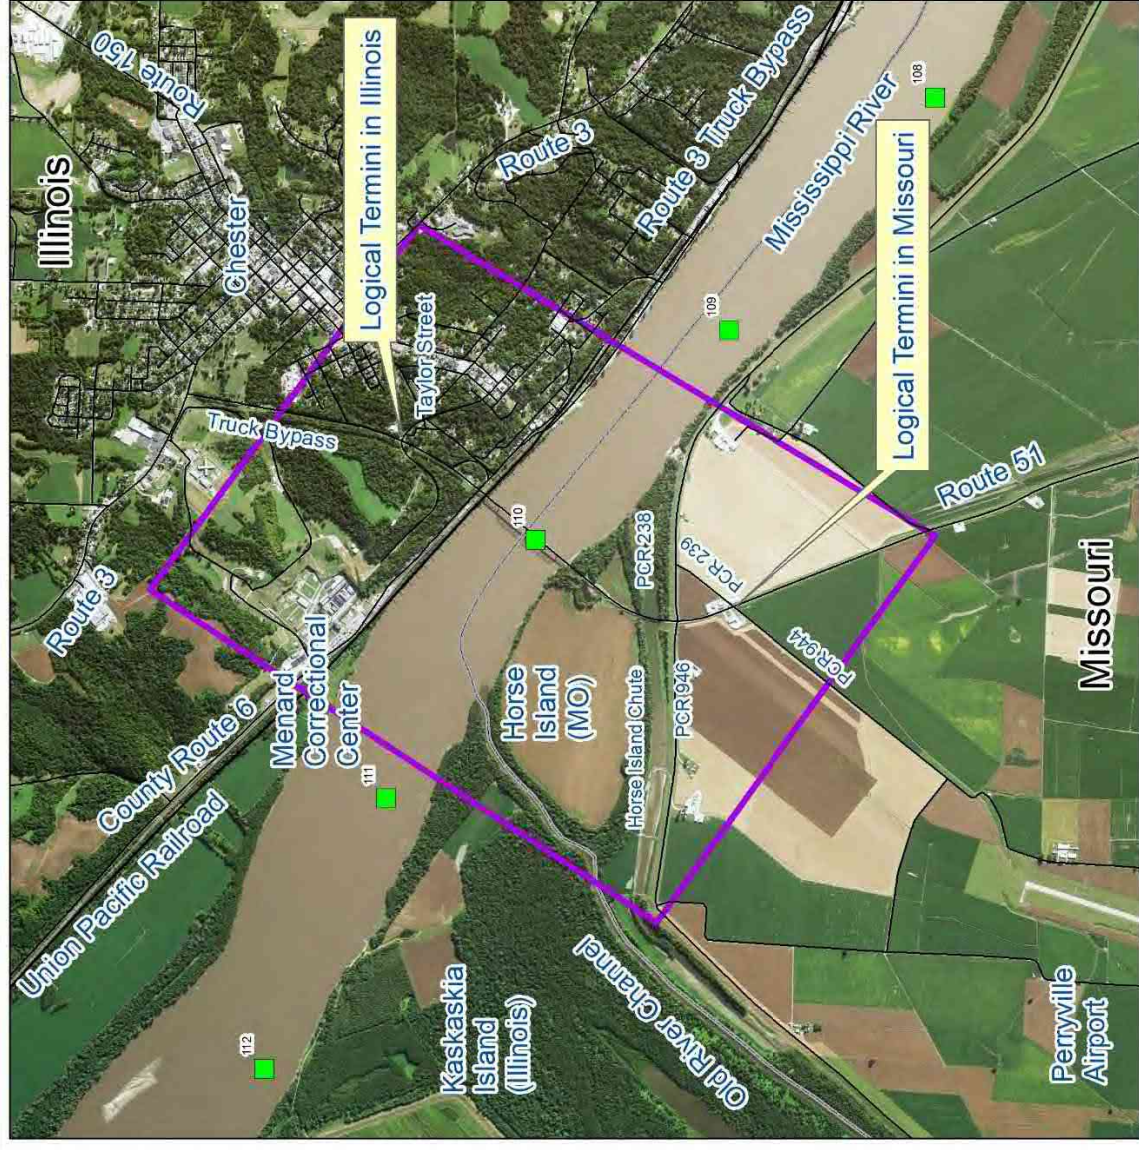 Illinois
Route 150
Chester
Logical Termini in Illinois
Route 3
Route 3 Truck Bypass
Taylor Street
Truck Bypass
Route 3
County Route 6
Union Pacific Railroad
Menard
Correctional
Center
Mississippi River
108
109
110
111
112
Logical Termini in Missouri
Route 51
PCR 238
PCR 239
PCR 944
PCR 946
Horse Island Chute
Horse
Island
(MO)
Kaskaskia
Island
(Illinois)
Old River Channel
Perryville
Airport
Missouri